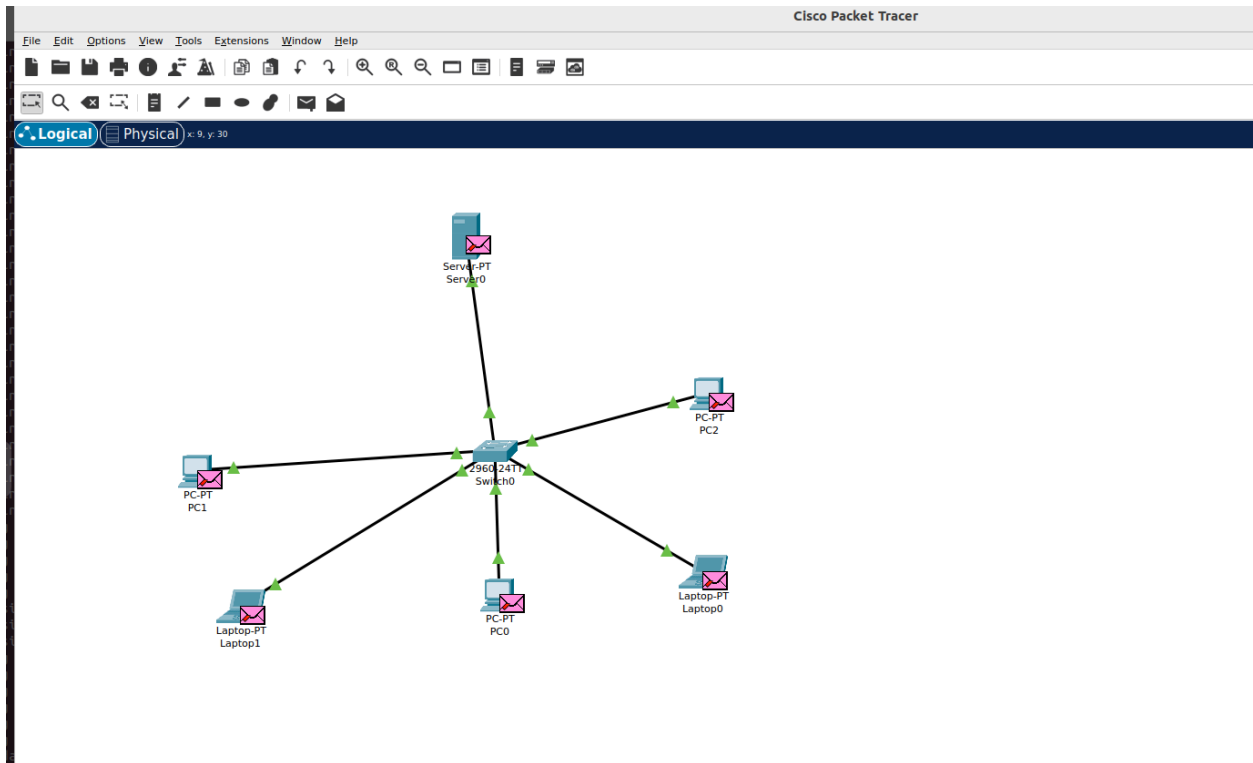 Cisco Packet Tracer
File Edit Options View Tools Extensions Window Help
Logical Physical x: 9, y: 30
Server-PT
Server0
PC-PT
PC2
2960-24TT
Switch0
PC-PT
PC1
Laptop-PT
Laptop0
PC-PT
PC0
Laptop-PT
Laptop1